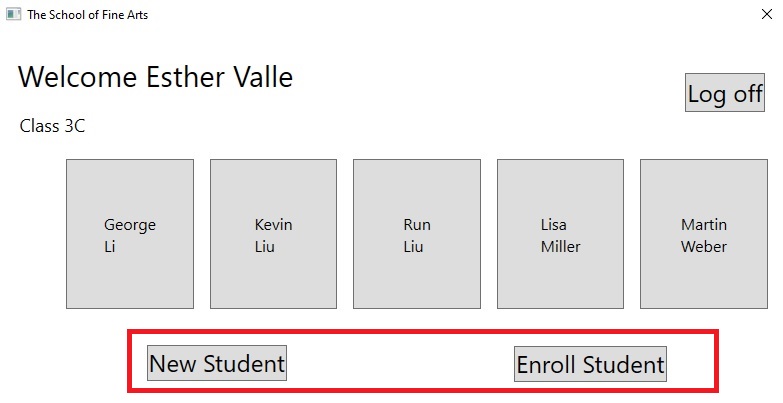 The School of Fine Arts
Welcome Esther Valle
Log off
Class 3C
George
Li
Kevin
Liu
Run
Liu
Lisa
Miller
Martin
Weber
New Student
Enroll Student